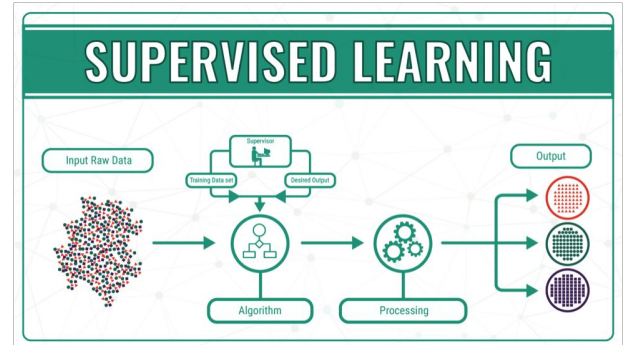 SUPERVISED LEARNING
Input Raw Data
Supervisor
Training Data set
Desired Output
Algorithm
Processing
Output